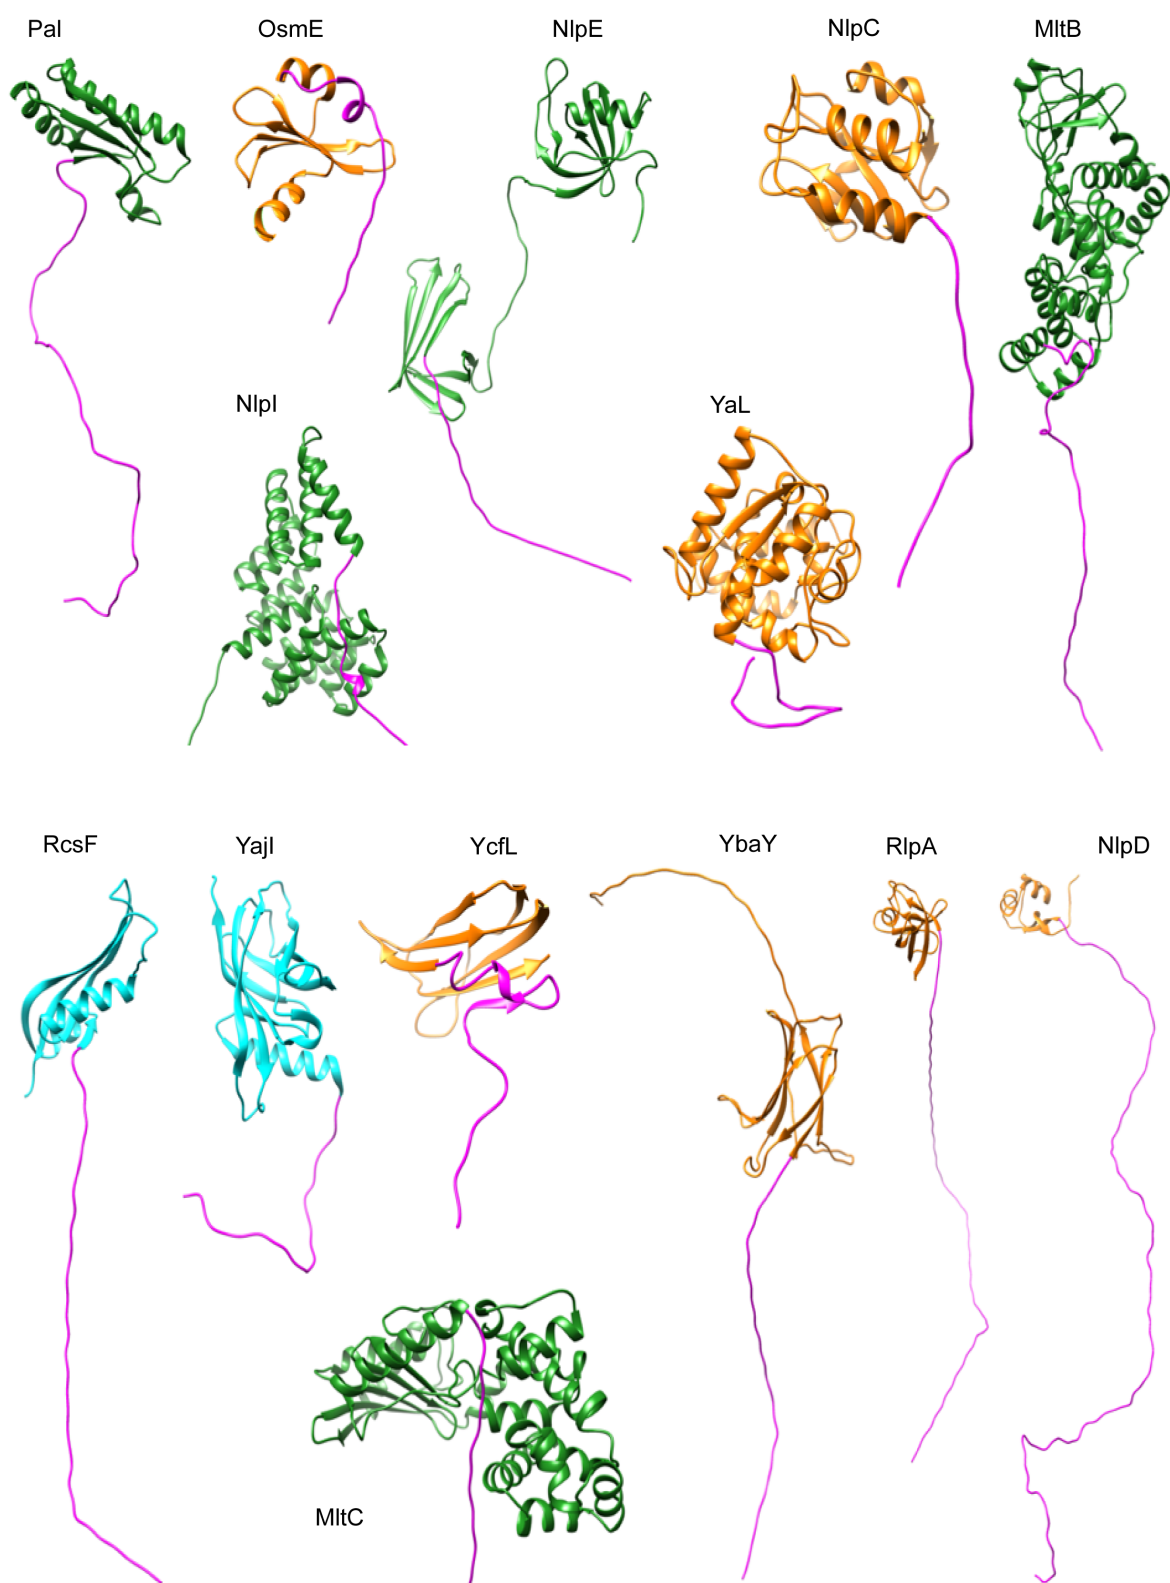 Pal
OsmE
NlpE
NlpC
MltB
NlpI
YaL
RcsF
YajI
YcfL
YbaY
RlpA
NlpD
MltC